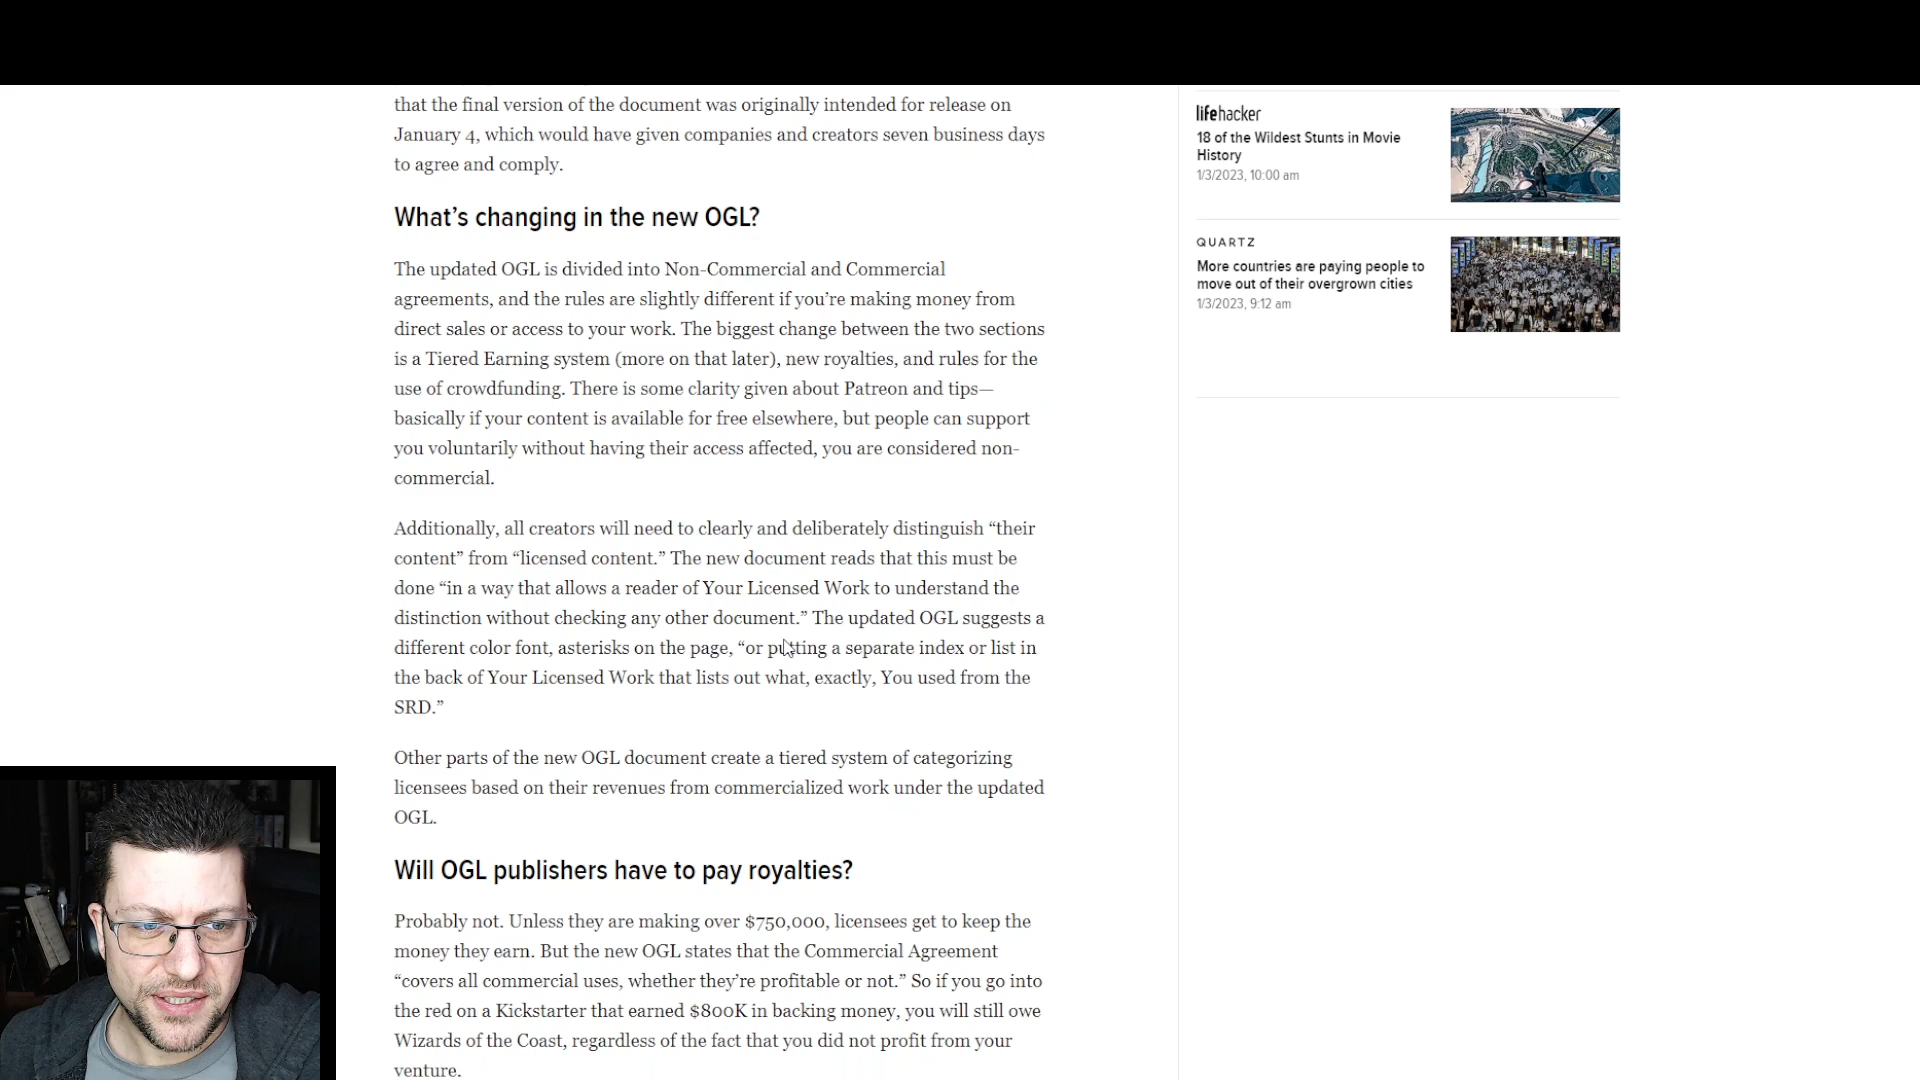 that the final version of the document was originally intended for release on
January 4, which would have given companies and creators seven business days
to agree and comply.
What’s changing in the new OGL?
The updated OGL is divided into Non-Commercial and Commercial
agreements, and the rules are slightly different if you’re making money from
direct sales or access to your work. The biggest change between the two sections
is a Tiered Earning system (more on that later), new royalties, and rules for the
use of crowdfunding. There is some clarity given about Patreon and tips—
basically if your content is available for free elsewhere, but people can support
you voluntarily without having their access affected, you are considered non-
commercial.
Additionally, all creators will need to clearly and deliberately distinguish “their
content” from “licensed content.” The new document reads that this must be
done “in a way that allows a reader of Your Licensed Work to understand the
distinction without checking any other document.” The updated OGL suggests a
different color font, asterisks on the page, “or putting a separate index or list in
the back of Your Licensed Work that lists out what, exactly, You used from the
SRD.”
Other parts of the new OGL document create a tiered system of categorizing
licensees based on their revenues from commercialized work under the updated
OGL.
Will OGL publishers have to pay royalties?
Probably not. Unless they are making over $750,000, licensees get to keep the
money they earn. But the new OGL states that the Commercial Agreement
“covers all commercial uses, whether they’re profitable or not.” So if you go into
the red on a Kickstarter that earned $800K in backing money, you will still owe
Wizards of the Coast, regardless of the fact that you did not profit from your
venture.
lifehacker
18 of the Wildest Stunts in Movie
History
1/3/2023, 10:00 am
QUARTZ
More countries are paying people to
move out of their overgrown cities
1/3/2023, 9:12 am